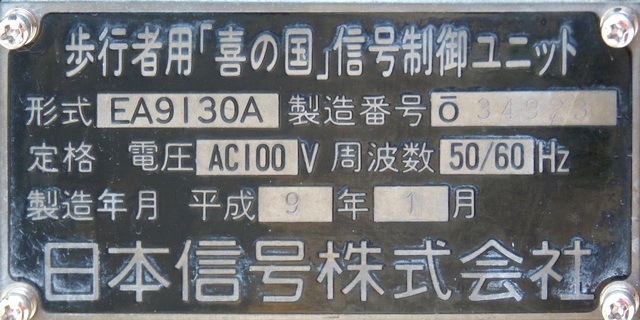 歩行者用「喜の国」信号制御ユニット
形式 EA9130A 製造番号 Ō 34973
定格 電圧 AC100 V 周波数 50/60 Hz
製造年月 平成 9 年 1 月
日本信号株式会社